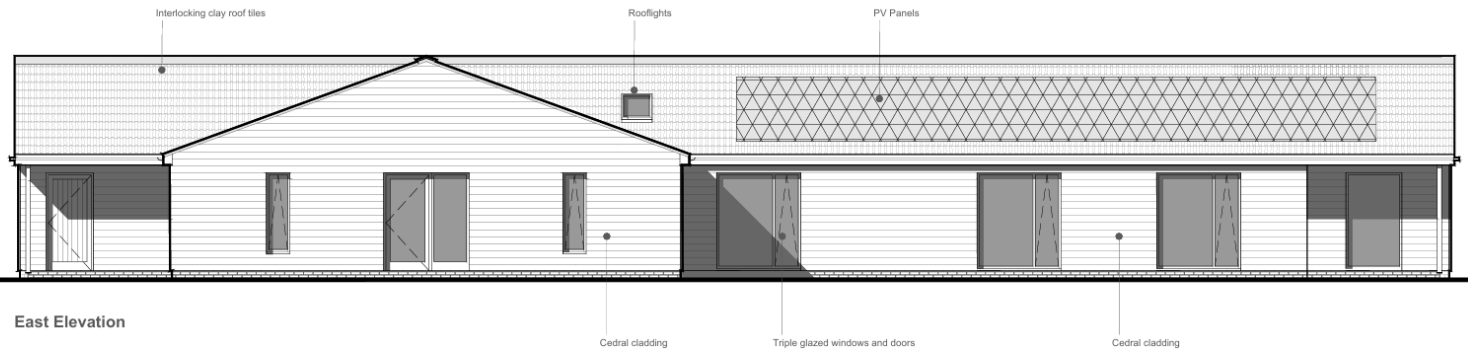 Interlocking clay roof tiles
Rooflights
PV Panels
East Elevation
Cedral cladding
Triple glazed windows and doors
Cedral cladding